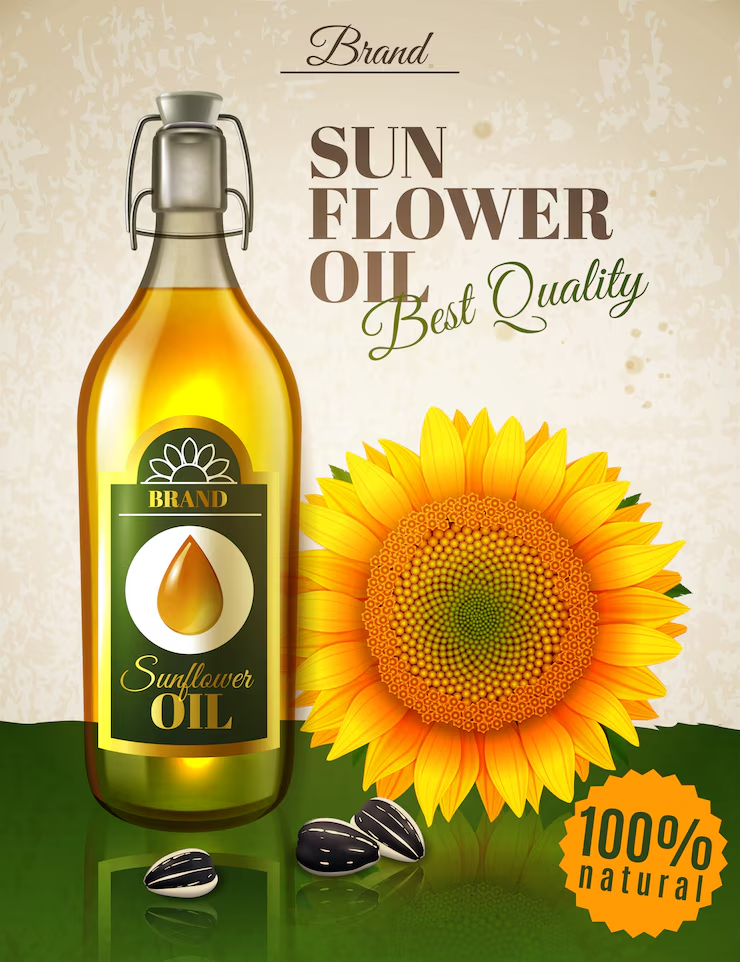 Brand
SUN
FLOWER
OIL
Best Quality
BRAND
Sunflower
OIL
100%
natural